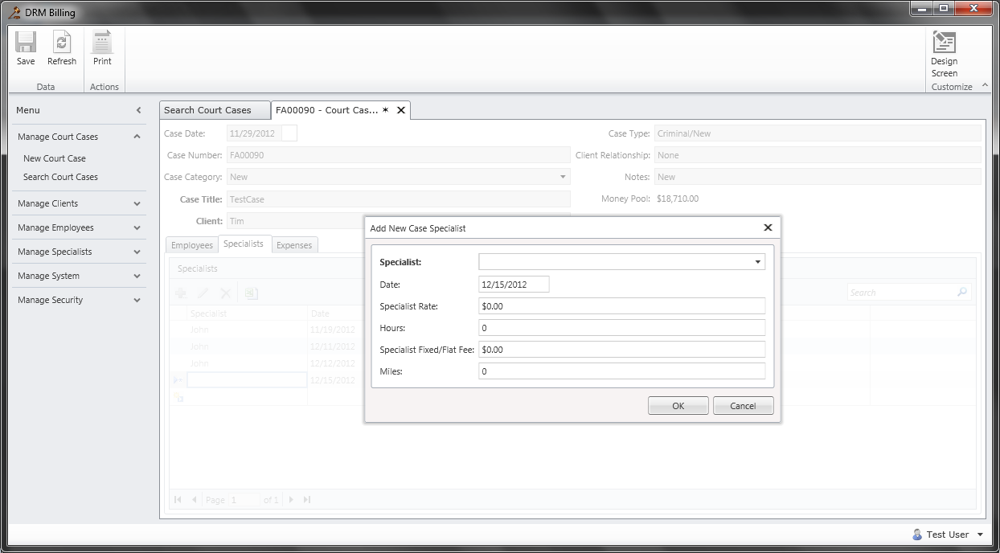 DRM Billing
Save
Refresh
Print
Design
Screen
Data
Actions
Customize
Menu
Manage Court Cases
New Court Case
Search Court Cases
Manage Clients
Manage Employees
Manage Specialists
Manage System
Manage Security
Search Court Cases
FA00090 - Court Cas... *
Case Date: 11/29/2012
Case Type: Criminal/New
Case Number: FA00090
Client Relationship: None
Case Category: New
Notes: New
Case Title: TestCase
Money Pool: $18,710.00
Client: Tim
Employees
Specialists
Expenses
Specialists
Search
Specialist Date
John 11/19/2012
John 12/11/2012
John 12/12/2012
12/15/2012
Page 1 of 1
Add New Case Specialist
Specialist:
Date: 12/15/2012
Specialist Rate: $0.00
Hours: 0
Specialist Fixed/Flat Fee: $0.00
Miles: 0
OK
Cancel
Test User